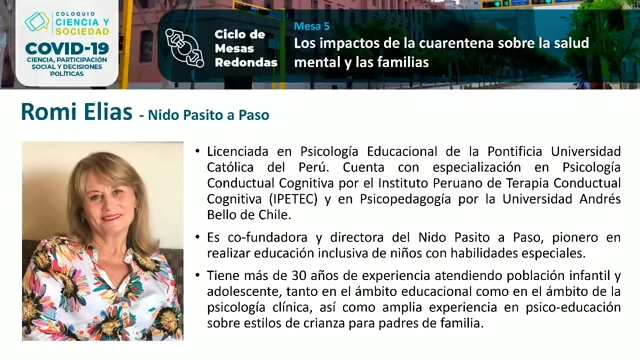 COLOQUIO
CIENCIA Y
SOCIEDAD
COVID-19
CIENCIA, PARTICIPACIÓN
SOCIAL Y DECISIONES
POLÍTICAS
Ciclo de
Mesas
Redondas
Mesa 5
Los impactos de la cuarentena sobre la salud
mental y las familias
Romi Elias - Nido Pasito a Paso
• Licenciada en Psicología Educacional de la Pontificia Universidad
Católica del Perú. Cuenta con especialización en Psicología
Conductual Cognitiva por el Instituto Peruano de Terapia Conductual
Cognitiva (IPETEC) y en Psicopedagogía por la Universidad Andrés
Bello de Chile.
• Es co-fundadora y directora del Nido Pasito a Paso, pionero en
realizar educación inclusiva de niños con habilidades especiales.
• Tiene más de 30 años de experiencia atendiendo población infantil y
adolescente, tanto en el ámbito educacional como en el ámbito de la
psicología clínica, así como amplia experiencia en psico-educación
sobre estilos de crianza para padres de familia.